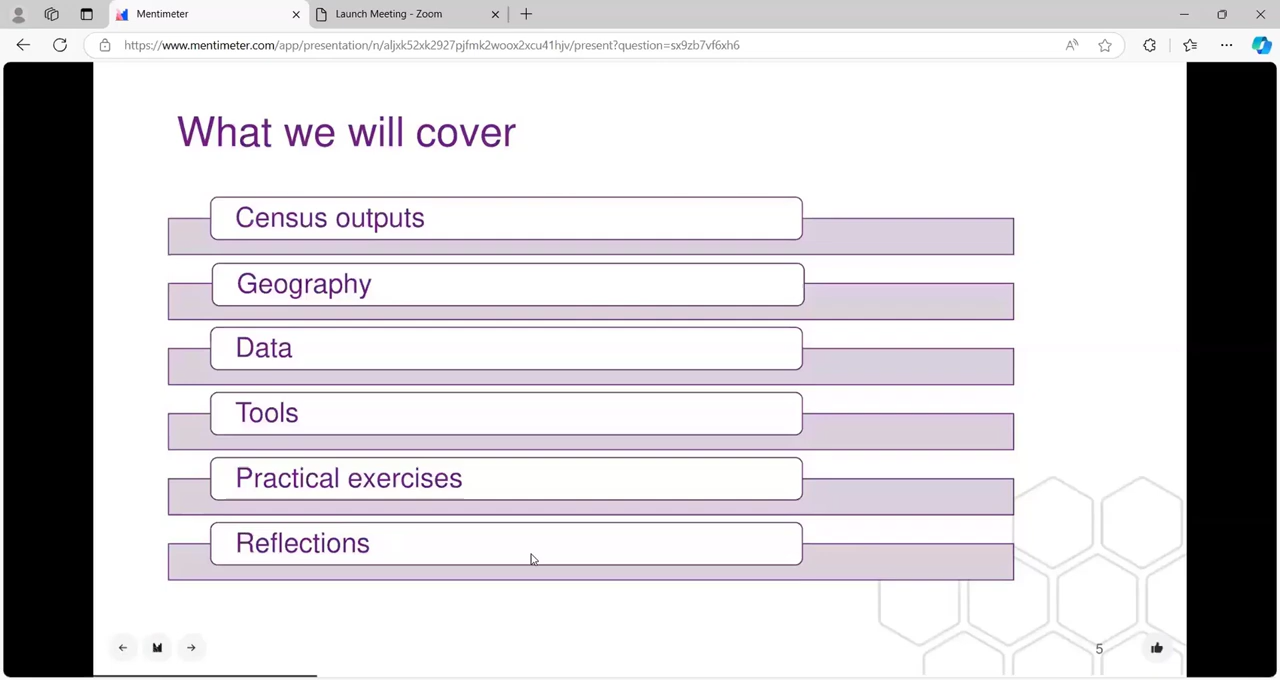 Mentimeter
Launch Meeting - Zoom
https://www.mentimeter.com/app/presentation/n/aljxk52xk2927pjfmk2woox2xcu41hjv/present?question=sx9zb7vf6xh6
What we will cover
Census outputs
Geography
Data
Tools
Practical exercises
Reflections
5